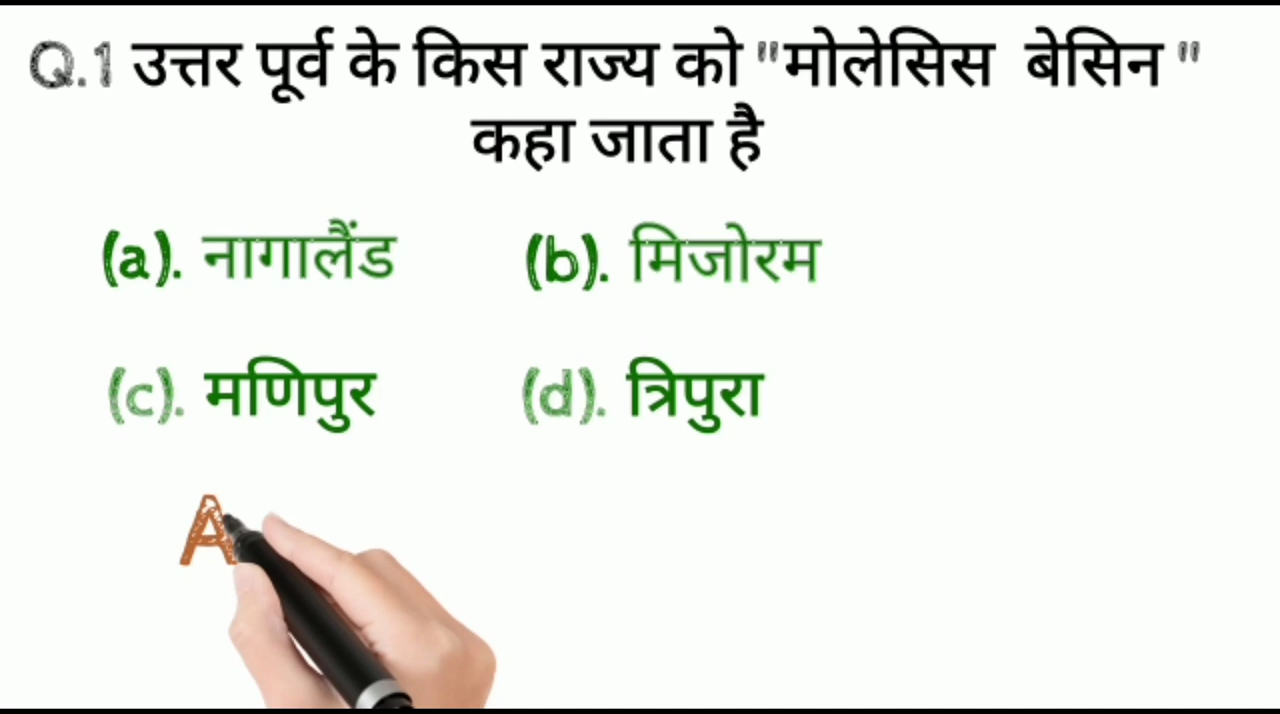 Q.1 उत्तर पूर्व के किस राज्य को "मोलेसिस बेसिन"
कहा जाता है
(a). नागालैंड (b). मिजोरम
(c). मणिपुर (d). त्रिपुरा
A